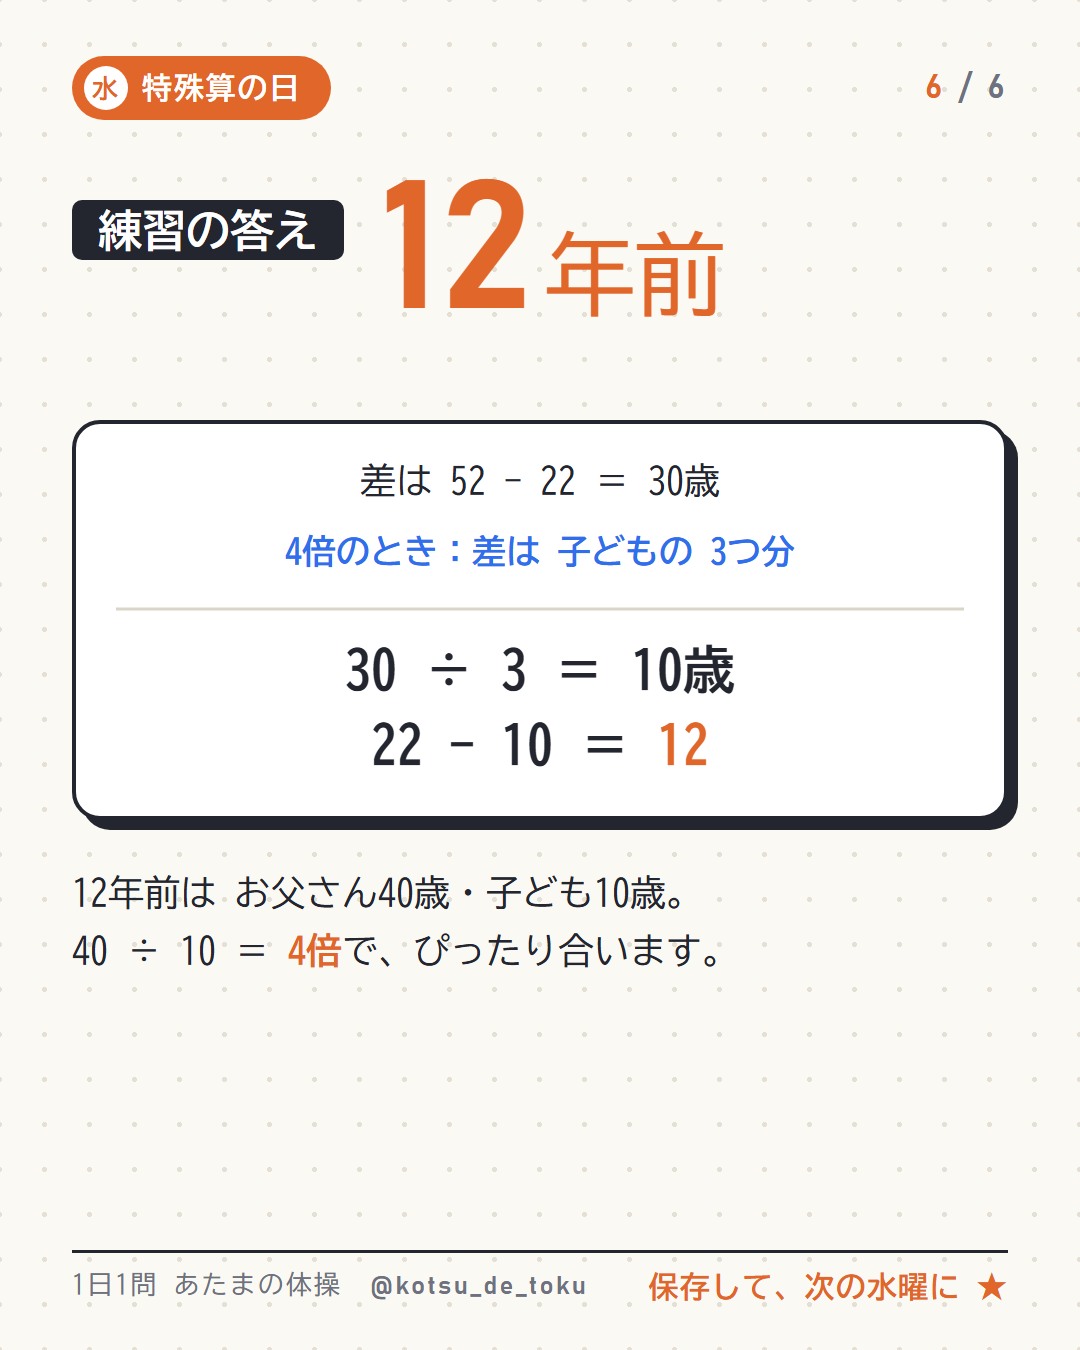 水 特殊算の日
6 / 6
練習の答え 12年前
差は 52 − 22 ＝ 30歳
4倍のとき：差は 子どもの 3つ分
30 ÷ 3 ＝ 10歳
22 − 10 ＝ 12
12年前は お父さん40歳・子ども10歳。
40 ÷ 10 ＝ 4倍で、ぴったり合います。
1日1問 あたまの体操 @kotsu_de_toku 保存して、次の水曜に ★